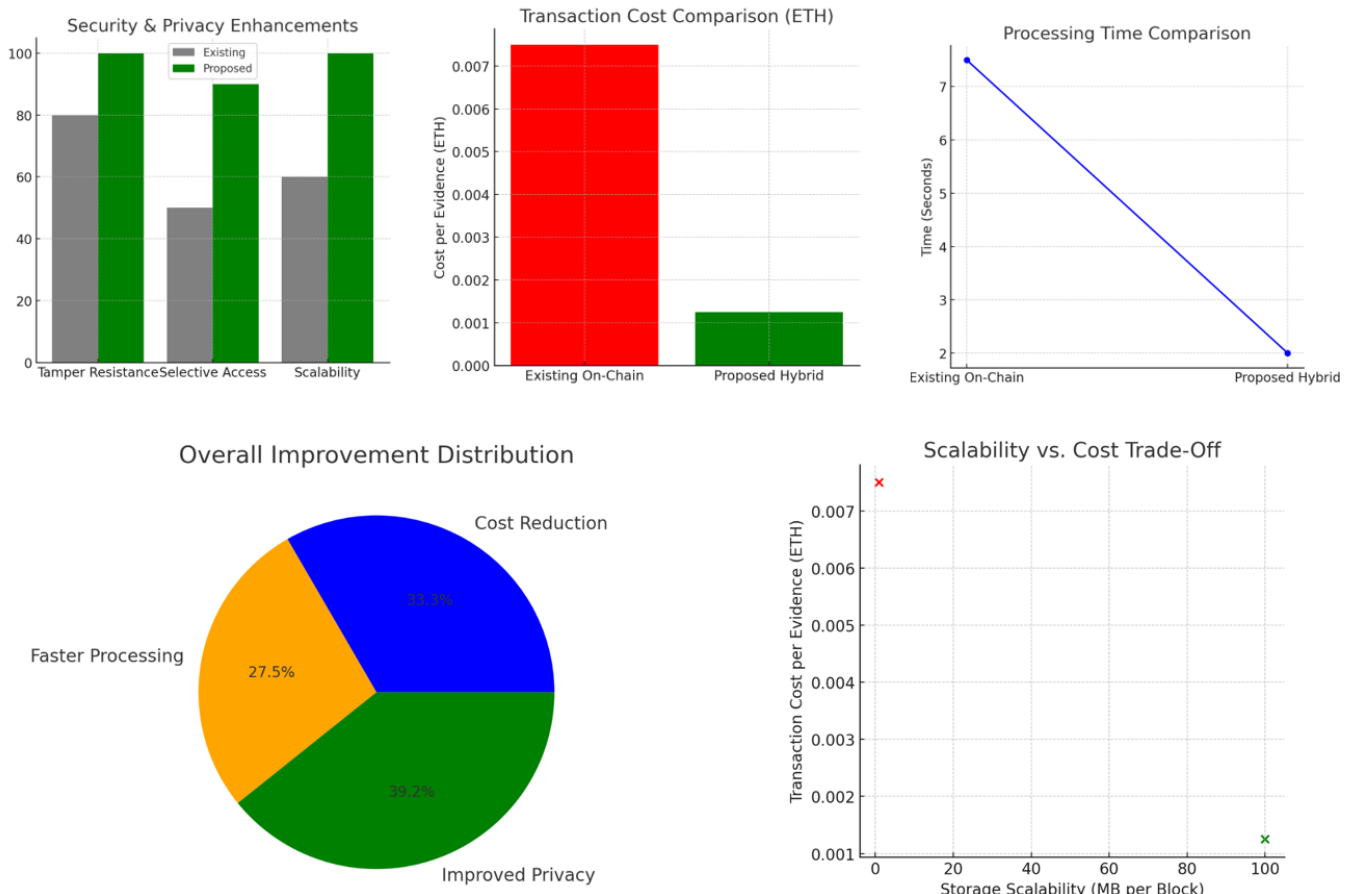 Security & Privacy Enhancements
Existing
Proposed
100
80
60
40
20
0
Tamper Resistance
Selective Access
Scalability
Transaction Cost Comparison (ETH)
Cost per Evidence (ETH)
0.007
0.006
0.005
0.004
0.003
0.002
0.001
0.000
Existing On-Chain
Proposed Hybrid
Processing Time Comparison
Time (Seconds)
7
6
5
4
3
2
Existing On-Chain
Proposed Hybrid
Overall Improvement Distribution
Cost Reduction
33.3%
Faster Processing
27.5%
39.2%
Improved Privacy
Scalability vs. Cost Trade-Off
Transaction Cost per Evidence (ETH)
0.007
0.006
0.005
0.004
0.003
0.002
0.001
0
20
40
60
80
100
Storage Scalability (MB per Block)